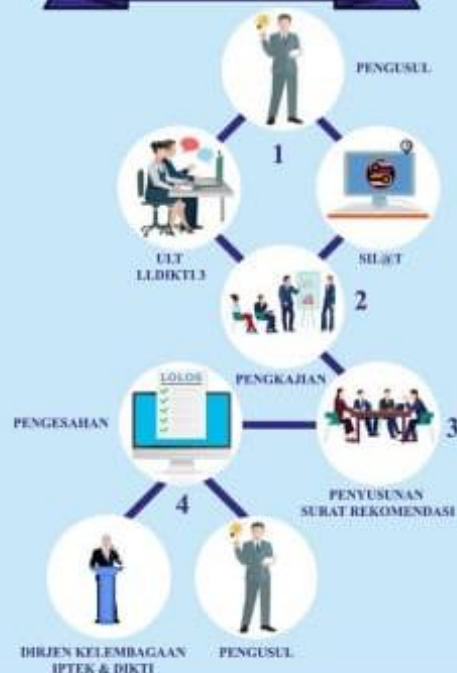 PENGUSUL
1
ULT
LLDIKTI 3
SIL@T
2
PENGKAJIAN
LOLOS
PENGESAHAN
3
PENYUSUNAN
SURAT REKOMENDASI
4
DIRJEN KELEMBAGAAN
IPTEK & DIKTI
PENGUSUL